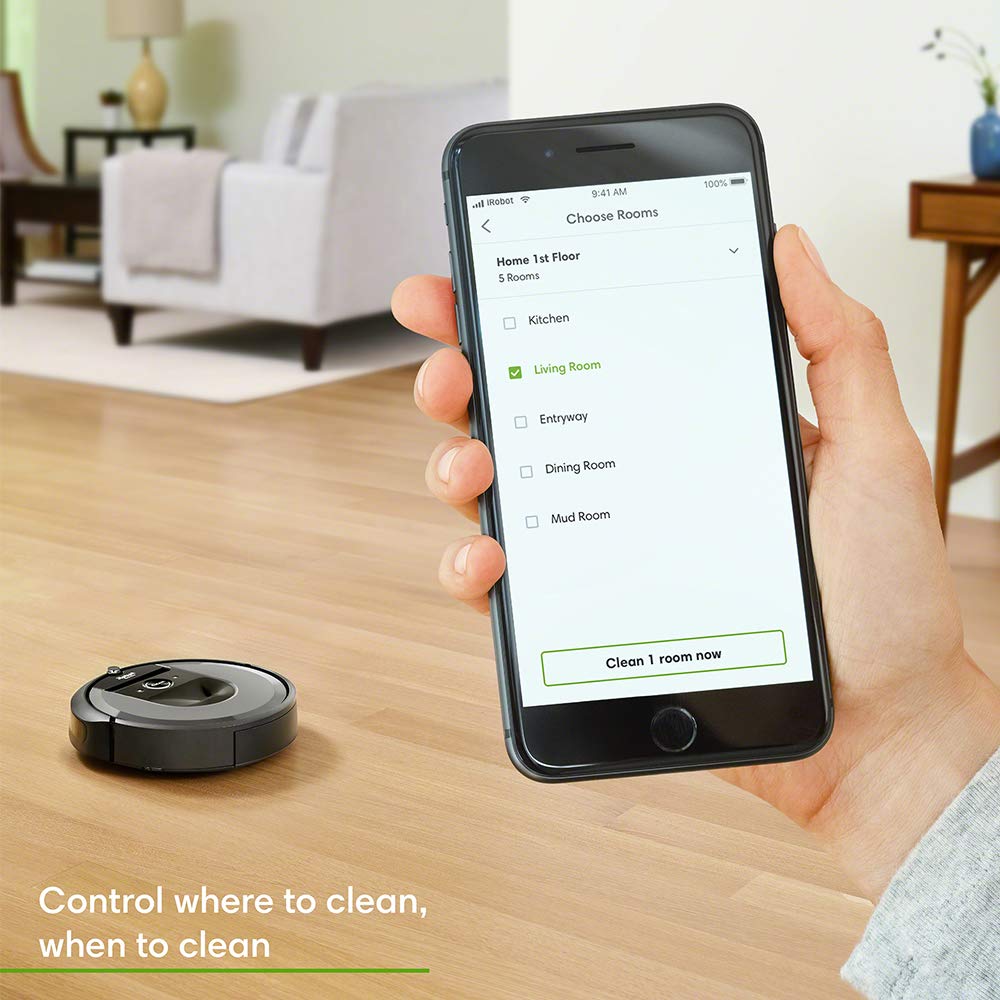 iRobot
9:41 AM
100%
Choose Rooms
Home 1st Floor
5 Rooms
Kitchen
Living Room
Entryway
Dining Room
Mud Room
Clean 1 room now
Control where to clean,
when to clean